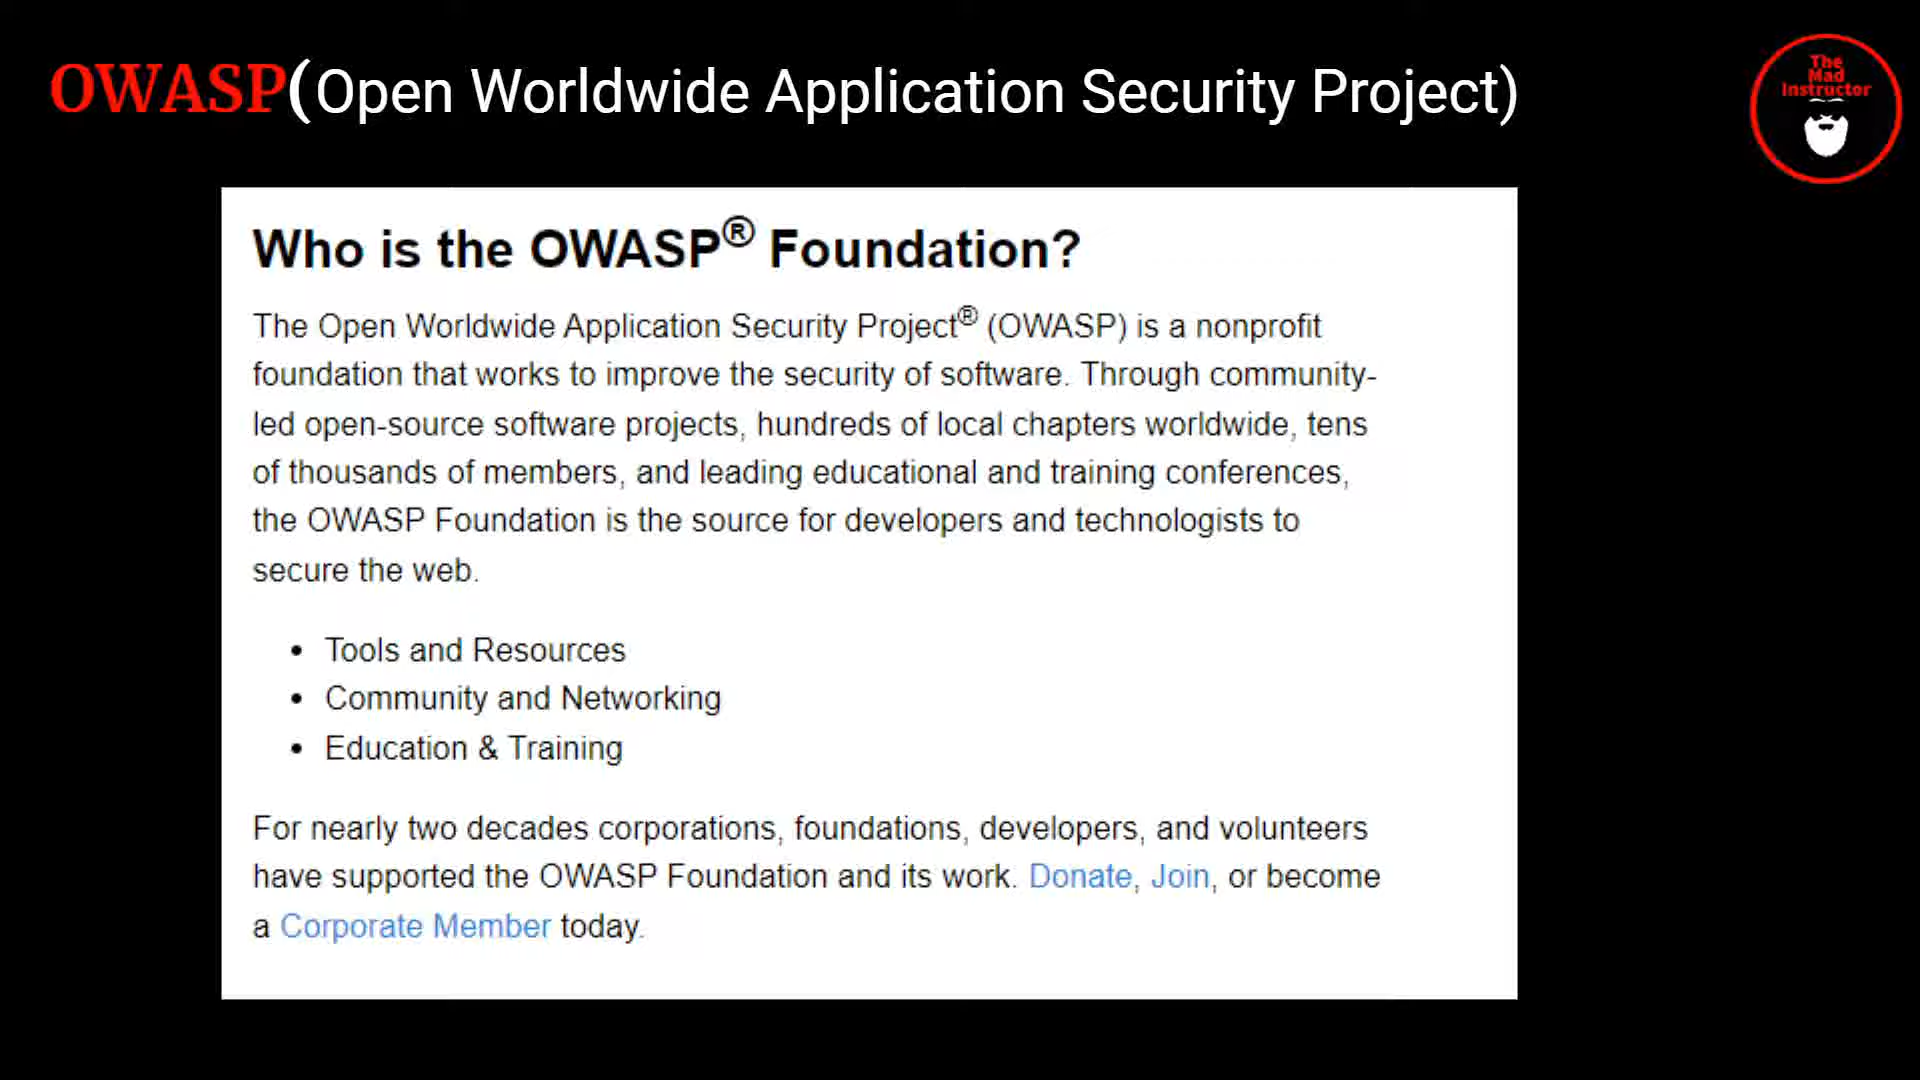 OWASP(Open Worldwide Application Security Project)
The
Mad
Instructor
Who is the OWASP® Foundation?
The Open Worldwide Application Security Project® (OWASP) is a nonprofit
foundation that works to improve the security of software. Through community-
led open-source software projects, hundreds of local chapters worldwide, tens
of thousands of members, and leading educational and training conferences,
the OWASP Foundation is the source for developers and technologists to
secure the web.
• Tools and Resources
• Community and Networking
• Education & Training
For nearly two decades corporations, foundations, developers, and volunteers
have supported the OWASP Foundation and its work. Donate, Join, or become
a Corporate Member today.